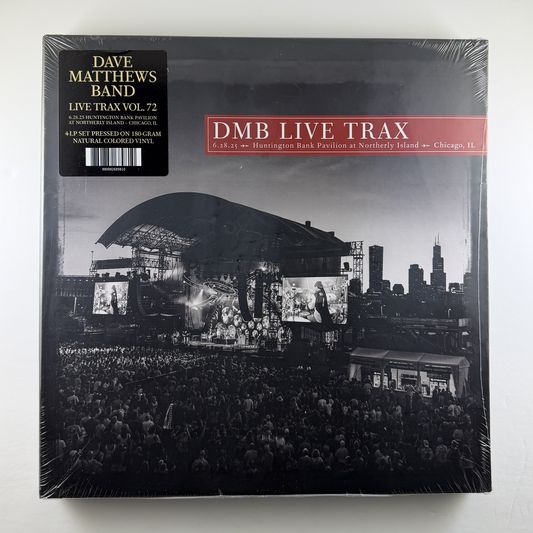 DAVE
MATTHEWS
BAND
LIVE TRAX VOL. 72
6.28.25 HUNTINGTON BANK PAVILION
AT NORTHERLY ISLAND – CHICAGO, IL
4-LP SET PRESSED ON 180-GRAM
NATURAL COLORED VINYL
DMB LIVE TRAX
6.28.25 ➳ Huntington Bank Pavilion at Northerly Island ➳ Chicago, IL